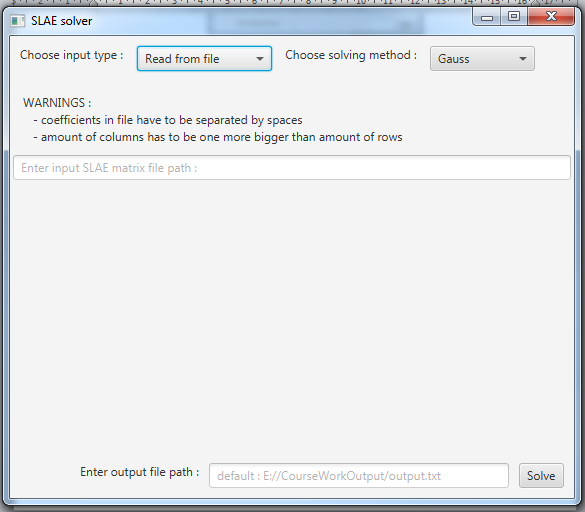 SLAE solver
Choose input type : Read from file Choose solving method : Gauss
WARNINGS :
- coefficients in file have to be separated by spaces
- amount of columns has to be one more bigger than amount of rows
Enter input SLAE matrix file path :
Enter output file path : default : E://CourseWorkOutput/output.txt Solve